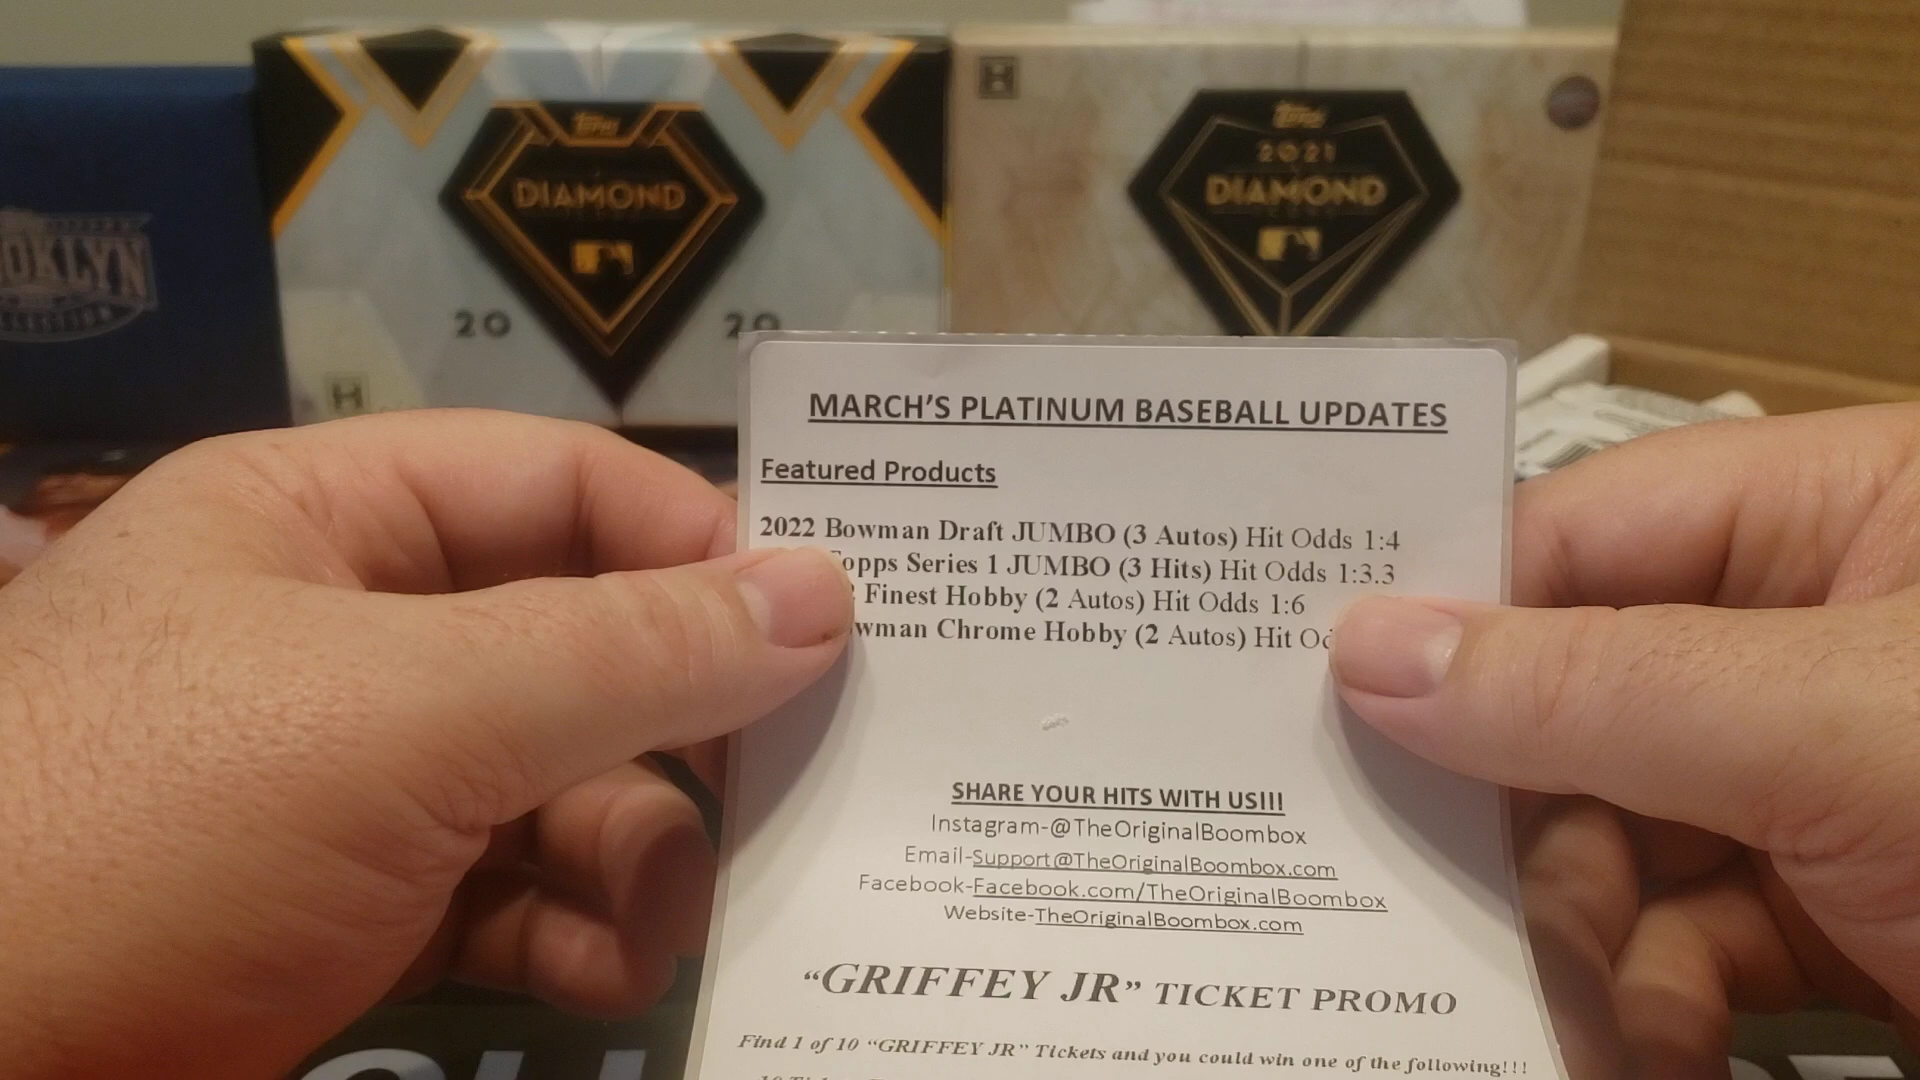 TOPPS
DIAMOND
20 20
H
H
TOPPS
2021
DIAMOND
OKLYN
MARCH'S PLATINUM BASEBALL UPDATES
Featured Products
2022 Bowman Draft JUMBO (3 Autos) Hit Odds 1:4
opps Series 1 JUMBO (3 Hits) Hit Odds 1:3.3
Finest Hobby (2 Autos) Hit Odds 1:6
wman Chrome Hobby (2 Autos) Hit Od
SHARE YOUR HITS WITH US!!!
Instagram-@TheOriginalBoombox
Email-Support@TheOriginalBoombox.com
Facebook-Facebook.com/TheOriginalBoombox
Website-TheOriginalBoombox.com
"GRIFFEY JR" TICKET PROMO
Find 1 of 10 "GRIFFEY JR" Tickets and you could win one of the following!!!